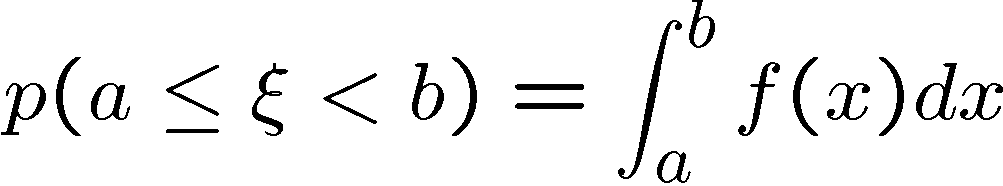 p(a ≤ ξ < b) = ∫_a^b f(x)dx